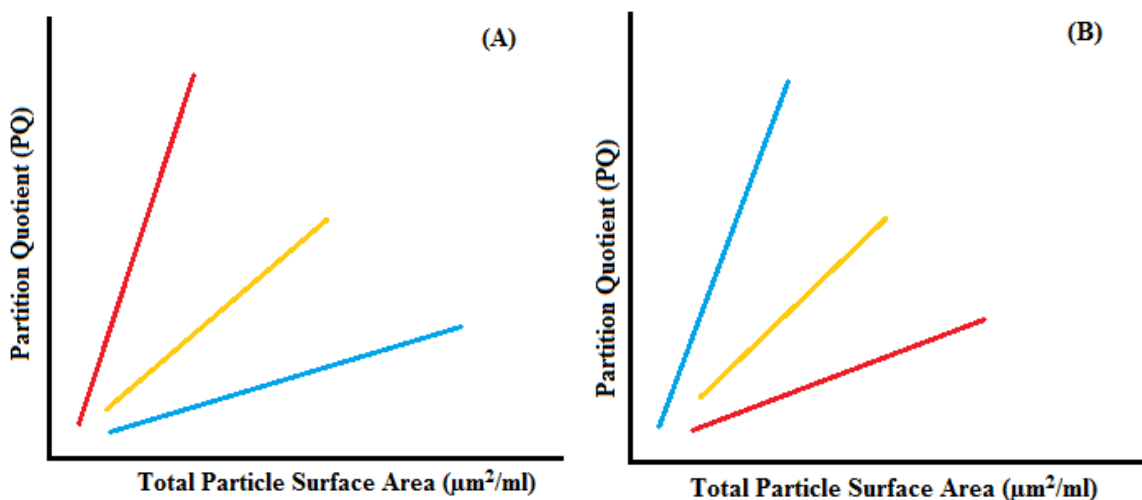 (A)
Partition Quotient (PQ)
Total Particle Surface Area (µm²/ml)
(B)
Partition Quotient (PQ)
Total Particle Surface Area (µm²/ml)